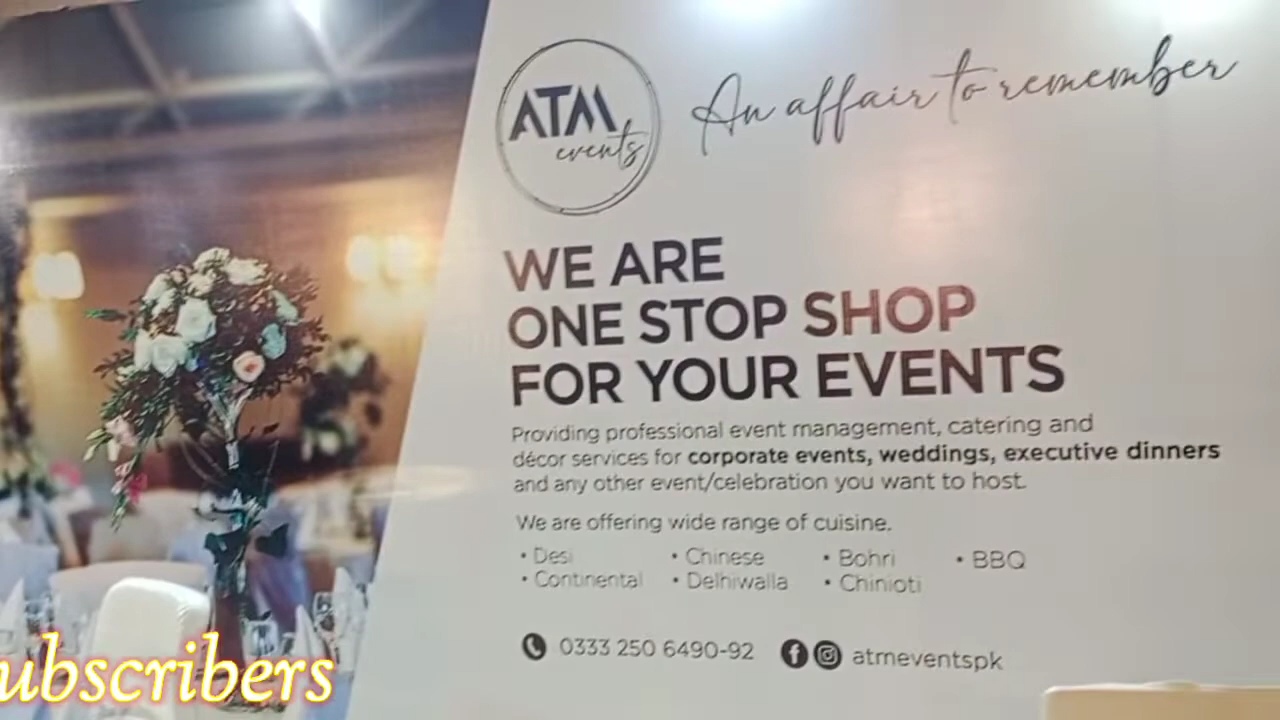 ATM
events
An affair to remember
WE ARE
ONE STOP SHOP
FOR YOUR EVENTS
Providing professional event management, catering and
décor services for corporate events, weddings, executive dinners
and any other event/celebration you want to host.
We are offering wide range of cuisine.
• Desi • Chinese • Bohri • BBQ
• Continental • Delhiwalla • Chinioti
0333 250 6490-92 atmeventspk
ubscribers